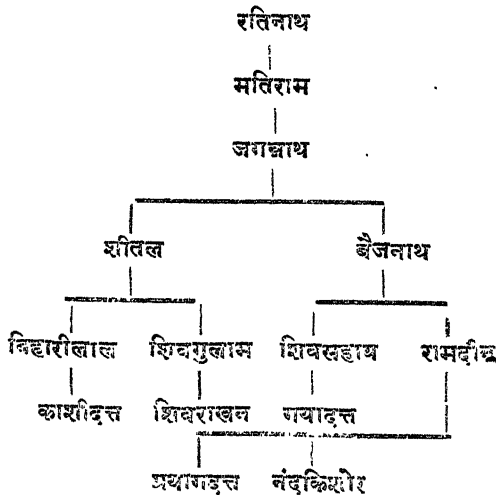 रतिनाथ
मतिराम
जगन्नाथ
शीतल बैजनाथ
बिहारीलाल शिवगुलाम शिवसहाय रामदीन
काशीदत्त शिवराखन गयादत्त
प्रयागदत्त नंदकिशोर